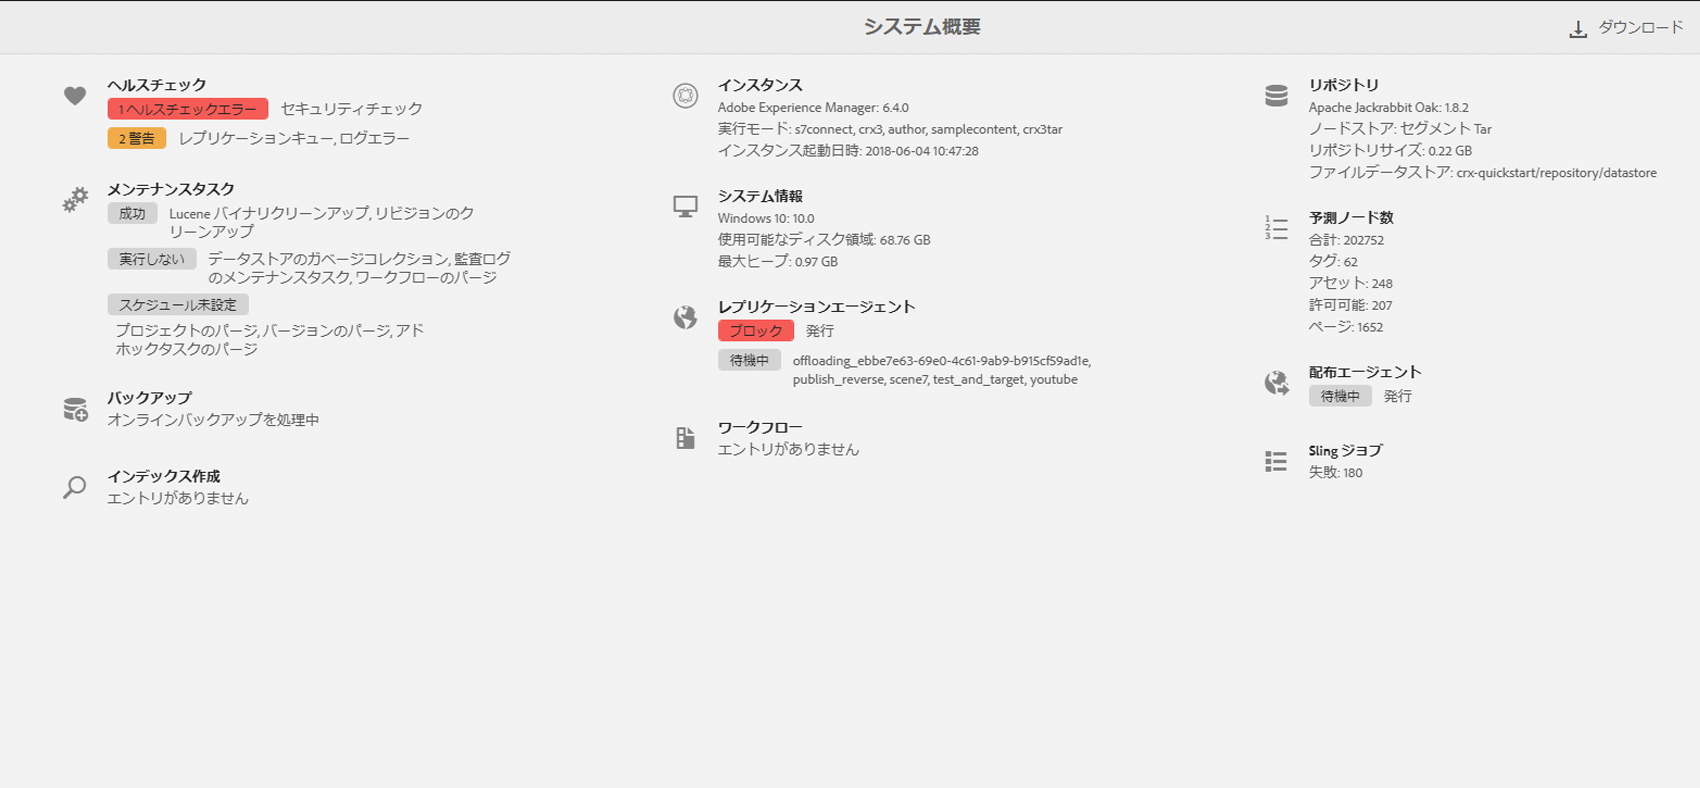 システム概要
ダウンロード
ヘルスチェック
1 ヘルスチェックエラー セキュリティチェック
2 警告 レプリケーションキュー, ログエラー
メンテナンスタスク
成功 Lucene バイナリクリーンアップ, リビジョンのク
リーンアップ
実行しない データストアのガベージコレクション, 監査ログ
のメンテナンスタスク, ワークフローのパージ
スケジュール未設定
プロジェクトのパージ, バージョンのパージ, アド
ホックタスクのパージ
バックアップ
オンラインバックアップを処理中
インデックス作成
エントリがありません
インスタンス
Adobe Experience Manager: 6.4.0
実行モード: s7connect, crx3, author, samplecontent, crx3tar
インスタンス起動日時: 2018-06-04 10:47:28
システム情報
Windows 10: 10.0
使用可能なディスク領域: 68.76 GB
最大ヒープ: 0.97 GB
レプリケーションエージェント
ブロック 発行
待機中 offloading_ebbe7e63-69e0-4c61-9ab9-b915cf59ad1e,
publish_reverse, scene7, test_and_target, youtube
ワークフロー
エントリがありません
リポジトリ
Apache Jackrabbit Oak: 1.8.2
ノードストア: セグメント Tar
リポジトリサイズ: 0.22 GB
ファイルデータストア: crx-quickstart/repository/datastore
1
2
3
予測ノード数
合計: 202752
タグ: 62
アセット: 248
許可可能: 207
ページ: 1652
配布エージェント
待機中 発行
Sling ジョブ
失敗: 180